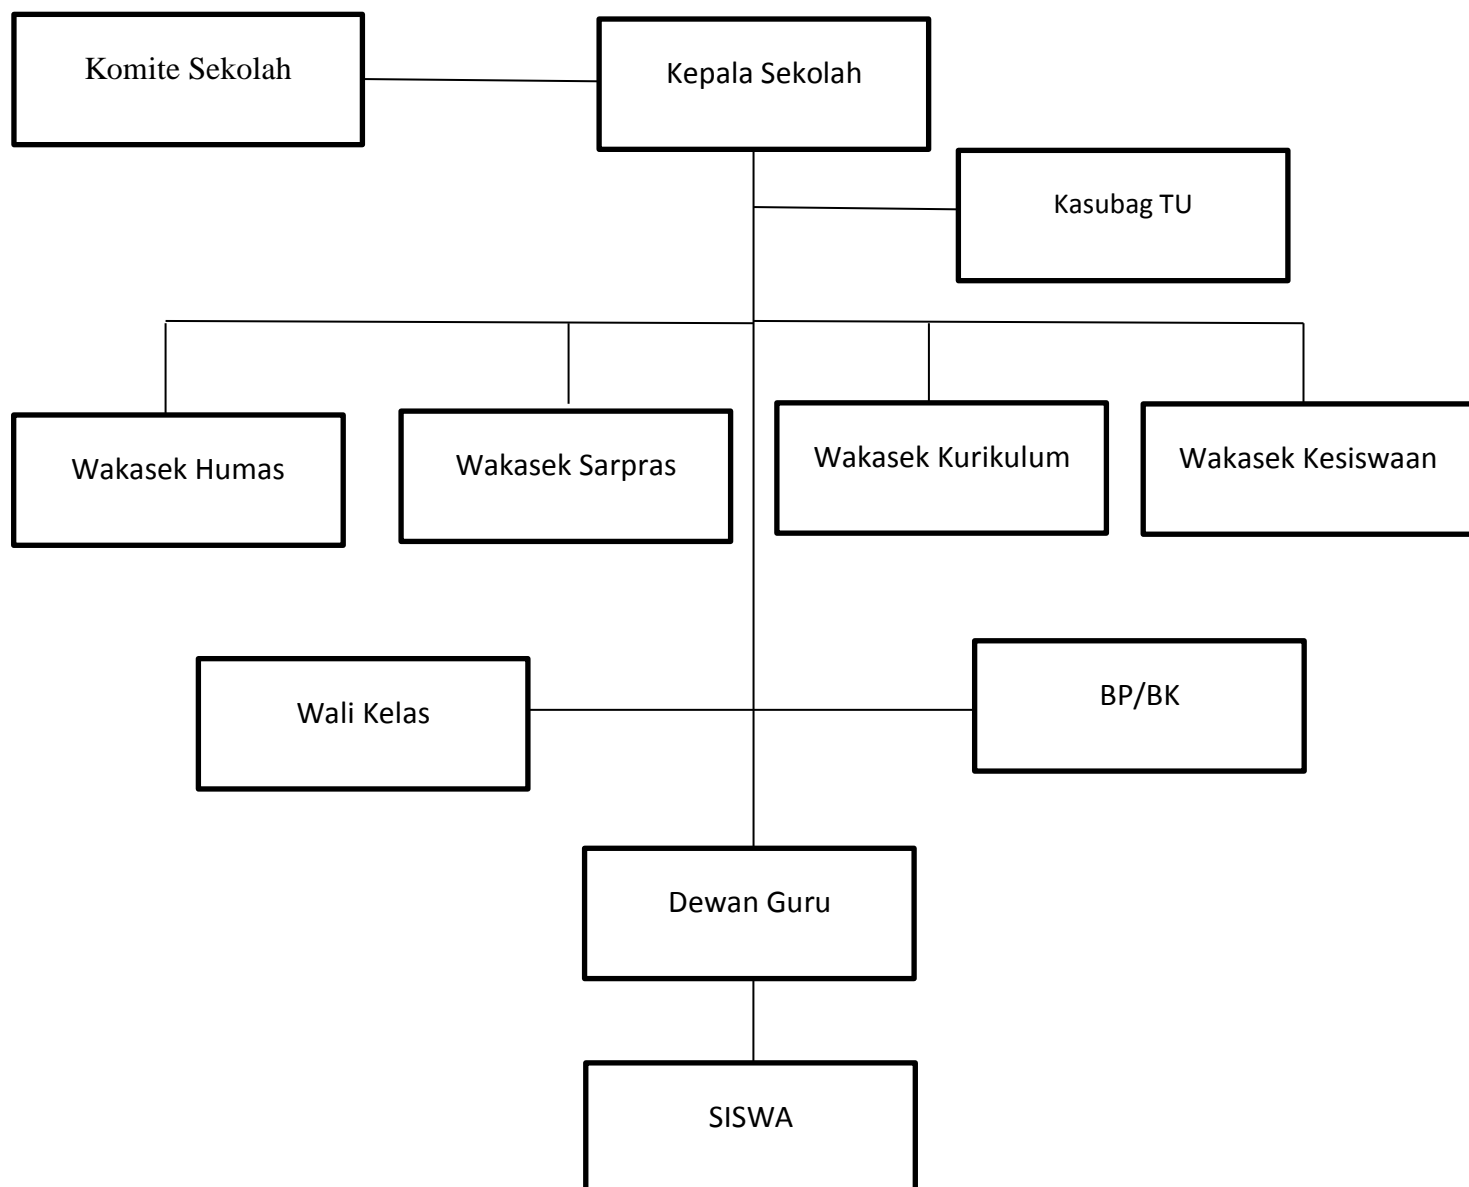 Komite Sekolah
Kepala Sekolah
Kasubag TU
Wakasek Humas
Wakasek Sarpras
Wakasek Kurikulum
Wakasek Kesiswaan
Wali Kelas
BP/BK
Dewan Guru
SISWA